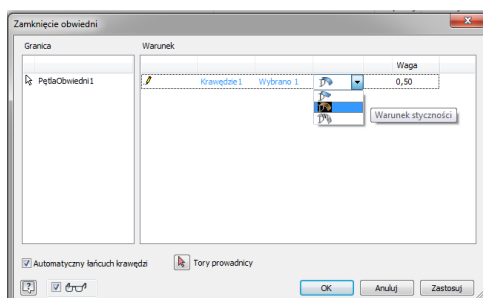 Zamknięcie obwiedni
Granica
Warunek
Waga
PętlaObwiedni1
Krawędzie1 Wybrano 1 0,50
Warunek styczności
Automatyczny łańcuch krawędzi
Tory prowadnicy
OK Anuluj Zastosuj